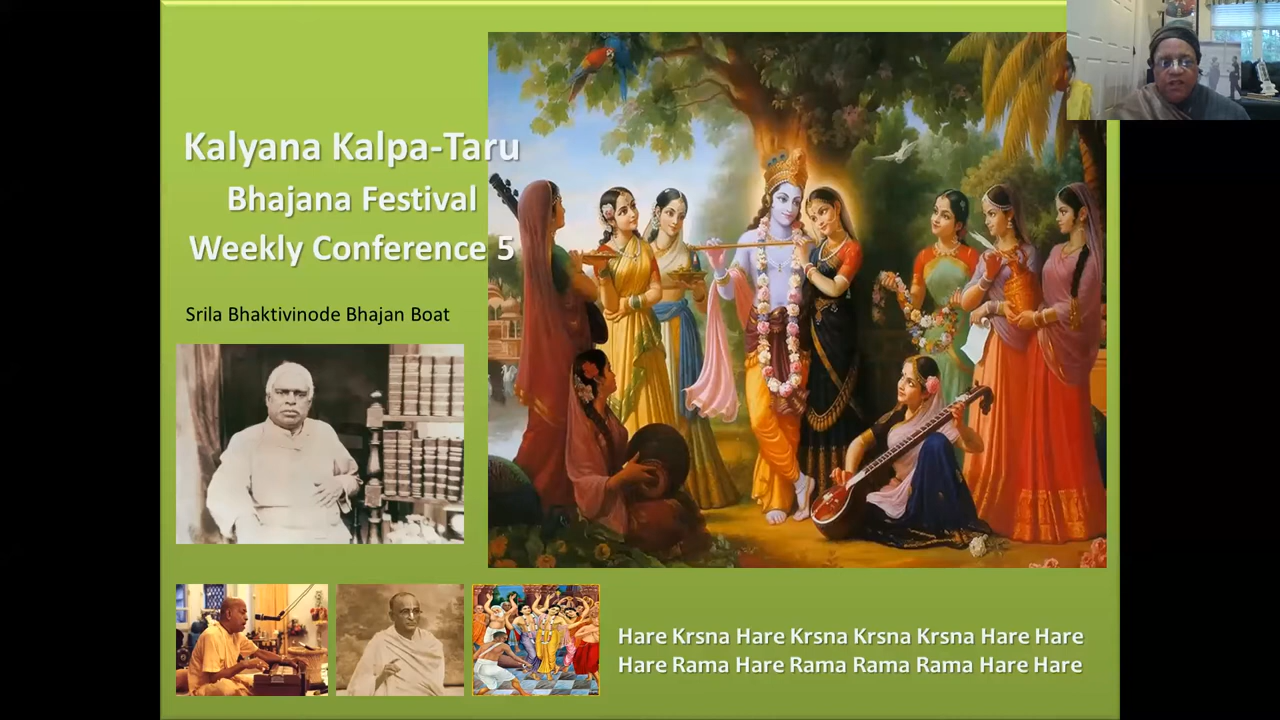 Kalyana Kalpa-Taru
Bhajana Festival
Weekly Conference 5
Srila Bhaktivinode Bhajan Boat
Hare Krsna Hare Krsna Krsna Krsna Hare Hare
Hare Rama Hare Rama Rama Rama Hare Hare